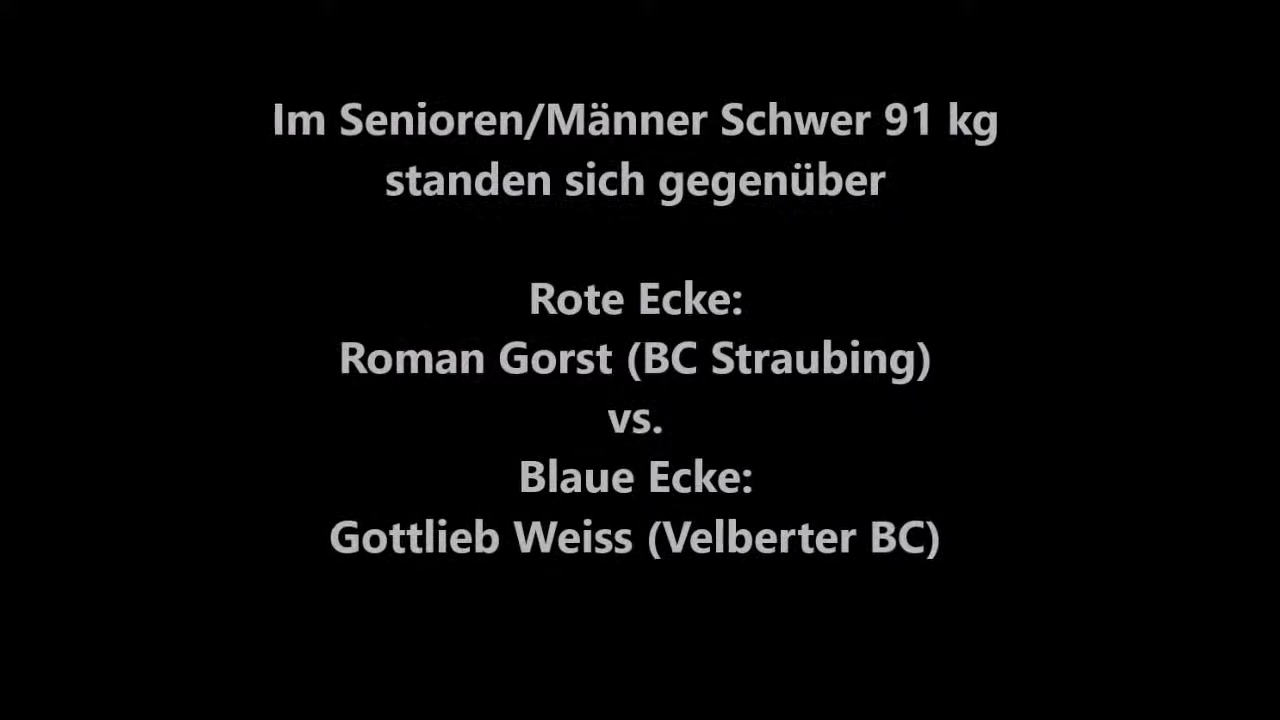 Im Senioren/Männer Schwer 91 kg
standen sich gegenüber
Rote Ecke:
Roman Gorst (BC Straubing)
vs.
Blaue Ecke:
Gottlieb Weiss (Velberter BC)